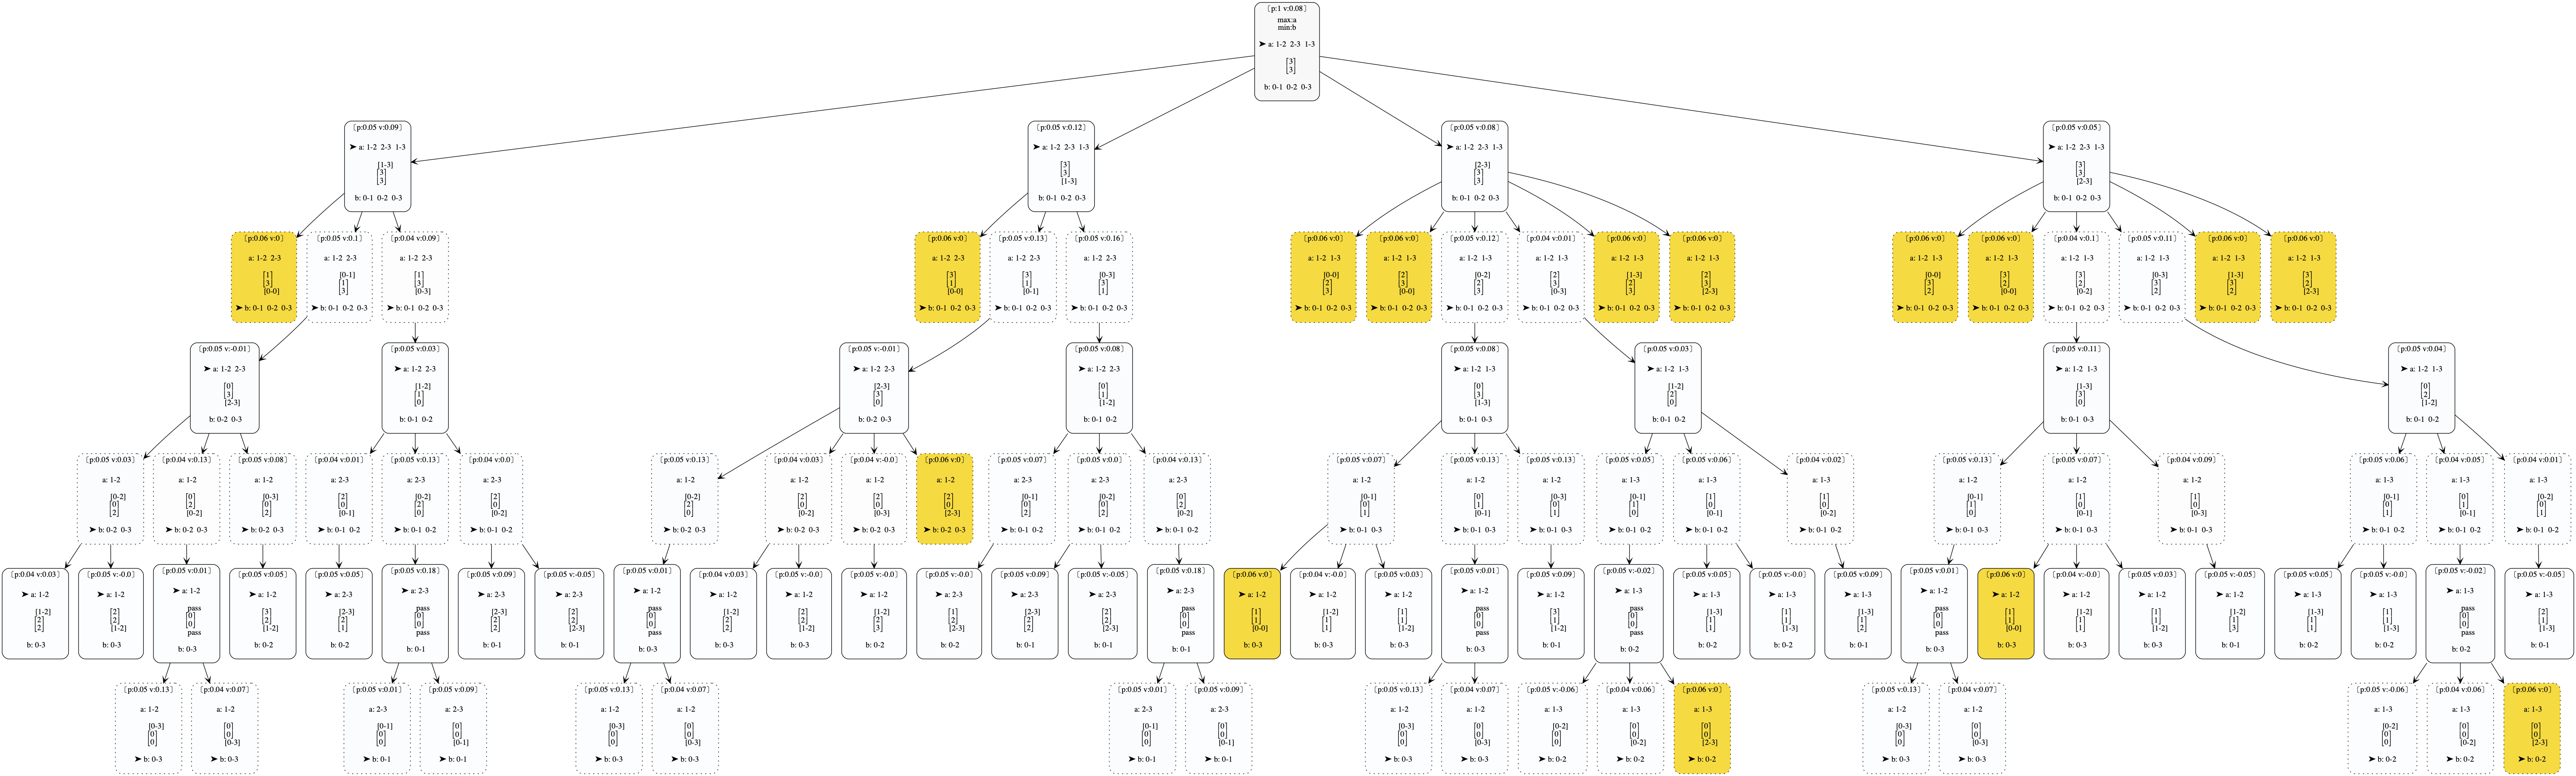 [p:1 v:0.08]
max:a
min:b
➤ a: 1-2 2-3 1-3
[3]
[3]
b: 0-1 0-2 0-3
[p:0.05 v:0.09]
➤ a: 1-2 2-3 1-3
[1-3]
[3]
[3]
b: 0-1 0-2 0-3
[p:0.05 v:0.12]
➤ a: 1-2 2-3 1-3
[3]
[3]
[1-3]
b: 0-1 0-2 0-3
[p:0.05 v:0.08]
➤ a: 1-2 2-3 1-3
[2-3]
[3]
[3]
b: 0-1 0-2 0-3
[p:0.05 v:0.05]
➤ a: 1-2 2-3 1-3
[3]
[3]
[2-3]
b: 0-1 0-2 0-3
[p:0.06 v:0]
a: 1-2 2-3
[1]
[3]
[0-0]
➤ b: 0-1 0-2 0-3
[p:0.05 v:0.1]
a: 1-2 2-3
[0-1]
[1]
[3]
➤ b: 0-1 0-2 0-3
[p:0.04 v:0.09]
a: 1-2 2-3
[1]
[3]
[0-3]
➤ b: 0-1 0-2 0-3
[p:0.06 v:0]
a: 1-2 2-3
[3]
[1]
[0-0]
➤ b: 0-1 0-2 0-3
[p:0.05 v:0.13]
a: 1-2 2-3
[3]
[1]
[0-1]
➤ b: 0-1 0-2 0-3
[p:0.05 v:0.16]
a: 1-2 2-3
[0-3]
[3]
[1]
➤ b: 0-1 0-2 0-3
[p:0.06 v:0]
a: 1-2 1-3
[0-0]
[2]
[3]
➤ b: 0-1 0-2 0-3
[p:0.06 v:0]
a: 1-2 1-3
[2]
[3]
[0-0]
➤ b: 0-1 0-2 0-3
[p:0.05 v:0.12]
a: 1-2 1-3
[0-2]
[2]
[3]
➤ b: 0-1 0-2 0-3
[p:0.04 v:0.01]
a: 1-2 1-3
[2]
[3]
[0-3]
➤ b: 0-1 0-2 0-3
[p:0.06 v:0]
a: 1-2 1-3
[1-3]
[2]
[3]
➤ b: 0-1 0-2 0-3
[p:0.06 v:0]
a: 1-2 1-3
[2]
[3]
[2-3]
➤ b: 0-1 0-2 0-3
[p:0.06 v:0]
a: 1-2 1-3
[0-0]
[3]
[2]
➤ b: 0-1 0-2 0-3
[p:0.06 v:0]
a: 1-2 1-3
[3]
[2]
[0-0]
➤ b: 0-1 0-2 0-3
[p:0.04 v:0.1]
a: 1-2 1-3
[3]
[2]
[0-2]
➤ b: 0-1 0-2 0-3
[p:0.05 v:0.11]
a: 1-2 1-3
[0-3]
[3]
[2]
➤ b: 0-1 0-2 0-3
[p:0.06 v:0]
a: 1-2 1-3
[1-3]
[3]
[2]
➤ b: 0-1 0-2 0-3
[p:0.06 v:0]
a: 1-2 1-3
[3]
[2]
[2-3]
➤ b: 0-1 0-2 0-3
[p:0.05 v:-0.01]
➤ a: 1-2 2-3
[0]
[3]
[2-3]
b: 0-2 0-3
[p:0.05 v:0.03]
➤ a: 1-2 2-3
[1-2]
[1]
[0]
b: 0-1 0-2
[p:0.05 v:-0.01]
➤ a: 1-2 2-3
[2-3]
[3]
[0]
b: 0-2 0-3
[p:0.05 v:0.08]
➤ a: 1-2 2-3
[0]
[1]
[1-2]
b: 0-1 0-2
[p:0.05 v:0.08]
➤ a: 1-2 1-3
[0]
[3]
[1-3]
b: 0-1 0-3
[p:0.05 v:0.03]
➤ a: 1-2 1-3
[1-2]
[2]
[0]
b: 0-1 0-2
[p:0.05 v:0.11]
➤ a: 1-2 1-3
[1-3]
[3]
[0]
b: 0-1 0-3
[p:0.05 v:0.04]
➤ a: 1-2 1-3
[0]
[2]
[1-2]
b: 0-1 0-2
[p:0.05 v:0.03]
a: 1-2
[0-2]
[0]
[2]
➤ b: 0-2 0-3
[p:0.04 v:0.13]
a: 1-2
[0]
[2]
[0-2]
➤ b: 0-2 0-3
[p:0.05 v:0.08]
a: 1-2
[0-3]
[0]
[2]
➤ b: 0-2 0-3
[p:0.04 v:0.01]
a: 2-3
[2]
[0]
[0-1]
➤ b: 0-1 0-2
[p:0.05 v:0.13]
a: 2-3
[0-2]
[2]
[0]
➤ b: 0-1 0-2
[p:0.04 v:0.0]
a: 2-3
[2]
[0]
[0-2]
➤ b: 0-1 0-2
[p:0.05 v:0.13]
a: 1-2
[0-2]
[2]
[0]
➤ b: 0-2 0-3
[p:0.04 v:0.03]
a: 1-2
[2]
[0]
[0-2]
➤ b: 0-2 0-3
[p:0.04 v:-0.0]
a: 1-2
[2]
[0]
[0-3]
➤ b: 0-2 0-3
[p:0.06 v:0]
a: 1-2
[2]
[0]
[2-3]
➤ b: 0-2 0-3
[p:0.05 v:0.07]
a: 2-3
[0-1]
[0]
[2]
➤ b: 0-1 0-2
[p:0.05 v:0.0]
a: 2-3
[0-2]
[0]
[2]
➤ b: 0-1 0-2
[p:0.04 v:0.13]
a: 2-3
[0]
[2]
[0-2]
➤ b: 0-1 0-2
[p:0.05 v:0.07]
a: 1-2
[0-1]
[0]
[1]
➤ b: 0-1 0-3
[p:0.05 v:0.13]
a: 1-2
[0]
[1]
[0-1]
➤ b: 0-1 0-3
[p:0.05 v:0.13]
a: 1-2
[0-3]
[0]
[1]
➤ b: 0-1 0-3
[p:0.05 v:0.05]
a: 1-3
[0-1]
[1]
[0]
➤ b: 0-1 0-2
[p:0.05 v:0.06]
a: 1-3
[1]
[0]
[0-1]
➤ b: 0-1 0-2
[p:0.04 v:0.02]
a: 1-3
[1]
[0]
[0-2]
➤ b: 0-1 0-2
[p:0.05 v:0.13]
a: 1-2
[0-1]
[1]
[0]
➤ b: 0-1 0-3
[p:0.05 v:0.07]
a: 1-2
[1]
[0]
[0-1]
➤ b: 0-1 0-3
[p:0.04 v:0.09]
a: 1-2
[1]
[0]
[0-3]
➤ b: 0-1 0-3
[p:0.05 v:0.06]
a: 1-3
[0-1]
[0]
[1]
➤ b: 0-1 0-2
[p:0.04 v:0.05]
a: 1-3
[0]
[1]
[0-1]
➤ b: 0-1 0-2
[p:0.04 v:0.01]
a: 1-3
[0-2]
[0]
[1]
➤ b: 0-1 0-2
[p:0.04 v:0.03]
➤ a: 1-2
[1-2]
[2]
[2]
b: 0-3
[p:0.05 v:-0.0]
➤ a: 1-2
[2]
[2]
[1-2]
b: 0-3
[p:0.05 v:0.01]
➤ a: 1-2
pass
[0]
[0]
pass
b: 0-3
[p:0.05 v:0.05]
➤ a: 1-2
[3]
[2]
[1-2]
b: 0-2
[p:0.05 v:0.05]
➤ a: 2-3
[2-3]
[2]
[1]
b: 0-2
[p:0.05 v:0.18]
➤ a: 2-3
pass
[0]
[0]
pass
b: 0-1
[p:0.05 v:0.09]
➤ a: 2-3
[2-3]
[2]
[2]
b: 0-1
[p:0.05 v:-0.05]
➤ a: 2-3
[2]
[2]
[2-3]
b: 0-1
[p:0.05 v:0.01]
➤ a: 1-2
pass
[0]
[0]
pass
b: 0-3
[p:0.04 v:0.03]
➤ a: 1-2
[1-2]
[2]
[2]
b: 0-3
[p:0.05 v:-0.0]
➤ a: 1-2
[2]
[2]
[1-2]
b: 0-3
[p:0.05 v:-0.0]
➤ a: 1-2
[1-2]
[2]
[3]
b: 0-2
[p:0.05 v:-0.0]
➤ a: 2-3
[1]
[2]
[2-3]
b: 0-2
[p:0.05 v:0.09]
➤ a: 2-3
[2-3]
[2]
[2]
b: 0-1
[p:0.05 v:-0.05]
➤ a: 2-3
[2]
[2]
[2-3]
b: 0-1
[p:0.05 v:0.18]
➤ a: 2-3
pass
[0]
[0]
pass
b: 0-1
[p:0.06 v:0]
➤ a: 1-2
[1]
[1]
[0-0]
b: 0-3
[p:0.04 v:-0.0]
➤ a: 1-2
[1-2]
[1]
[1]
b: 0-3
[p:0.05 v:0.03]
➤ a: 1-2
[1]
[1]
[1-2]
b: 0-3
[p:0.05 v:0.01]
➤ a: 1-2
pass
[0]
[0]
pass
b: 0-3
[p:0.05 v:0.09]
➤ a: 1-2
[3]
[1]
[1-2]
b: 0-1
[p:0.05 v:-0.02]
➤ a: 1-3
pass
[0]
[0]
pass
b: 0-2
[p:0.05 v:0.05]
➤ a: 1-3
[1-3]
[1]
[1]
b: 0-2
[p:0.05 v:-0.0]
➤ a: 1-3
[1]
[1]
[1-3]
b: 0-2
[p:0.05 v:0.09]
➤ a: 1-3
[1-3]
[1]
[2]
b: 0-1
[p:0.05 v:0.01]
➤ a: 1-2
pass
[0]
[0]
pass
b: 0-3
[p:0.06 v:0]
➤ a: 1-2
[1]
[1]
[0-0]
b: 0-3
[p:0.04 v:-0.0]
➤ a: 1-2
[1-2]
[1]
[1]
b: 0-3
[p:0.05 v:0.03]
➤ a: 1-2
[1]
[1]
[1-2]
b: 0-3
[p:0.05 v:-0.05]
➤ a: 1-2
[1-2]
[1]
[3]
b: 0-1
[p:0.05 v:0.05]
➤ a: 1-3
[1-3]
[1]
[1]
b: 0-2
[p:0.05 v:-0.0]
➤ a: 1-3
[1]
[1]
[1-3]
b: 0-2
[p:0.05 v:-0.02]
➤ a: 1-3
pass
[0]
[0]
pass
b: 0-2
[p:0.05 v:-0.05]
➤ a: 1-3
[2]
[1]
[1-3]
b: 0-1
[p:0.05 v:0.13]
a: 1-2
[0-3]
[0]
[0]
➤ b: 0-3
[p:0.04 v:0.07]
a: 1-2
[0]
[0]
[0-3]
➤ b: 0-3
[p:0.05 v:0.01]
a: 2-3
[0-1]
[0]
[0]
➤ b: 0-1
[p:0.05 v:0.09]
a: 2-3
[0]
[0]
[0-1]
➤ b: 0-1
[p:0.05 v:0.13]
a: 1-2
[0-3]
[0]
[0]
➤ b: 0-3
[p:0.04 v:0.07]
a: 1-2
[0]
[0]
[0-3]
➤ b: 0-3
[p:0.05 v:0.01]
a: 2-3
[0-1]
[0]
[0]
➤ b: 0-1
[p:0.05 v:0.09]
a: 2-3
[0]
[0]
[0-1]
➤ b: 0-1
[p:0.05 v:0.13]
a: 1-2
[0-3]
[0]
[0]
➤ b: 0-3
[p:0.04 v:0.07]
a: 1-2
[0]
[0]
[0-3]
➤ b: 0-3
[p:0.05 v:-0.06]
a: 1-3
[0-2]
[0]
[0]
➤ b: 0-2
[p:0.04 v:0.06]
a: 1-3
[0]
[0]
[0-2]
➤ b: 0-2
[p:0.06 v:0]
a: 1-3
[0]
[0]
[2-3]
➤ b: 0-2
[p:0.05 v:0.13]
a: 1-2
[0-3]
[0]
[0]
➤ b: 0-3
[p:0.04 v:0.07]
a: 1-2
[0]
[0]
[0-3]
➤ b: 0-3
[p:0.05 v:-0.06]
a: 1-3
[0-2]
[0]
[0]
➤ b: 0-2
[p:0.04 v:0.06]
a: 1-3
[0]
[0]
[0-2]
➤ b: 0-2
[p:0.06 v:0]
a: 1-3
[0]
[0]
[2-3]
➤ b: 0-2